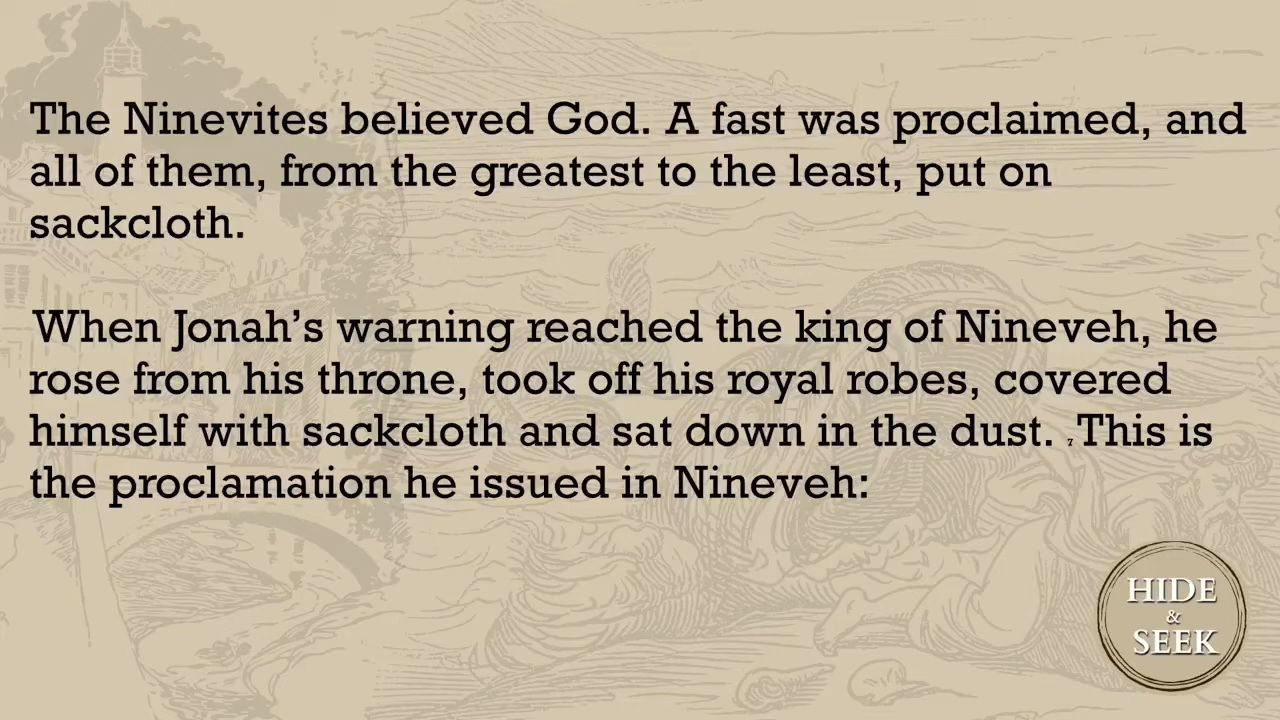 The Ninevites believed God. A fast was proclaimed, and
all of them, from the greatest to the least, put on
sackcloth.
When Jonah’s warning reached the king of Nineveh, he
rose from his throne, took off his royal robes, covered
himself with sackcloth and sat down in the dust. 7 This is
the proclamation he issued in Nineveh:
HIDE
&
SEEK